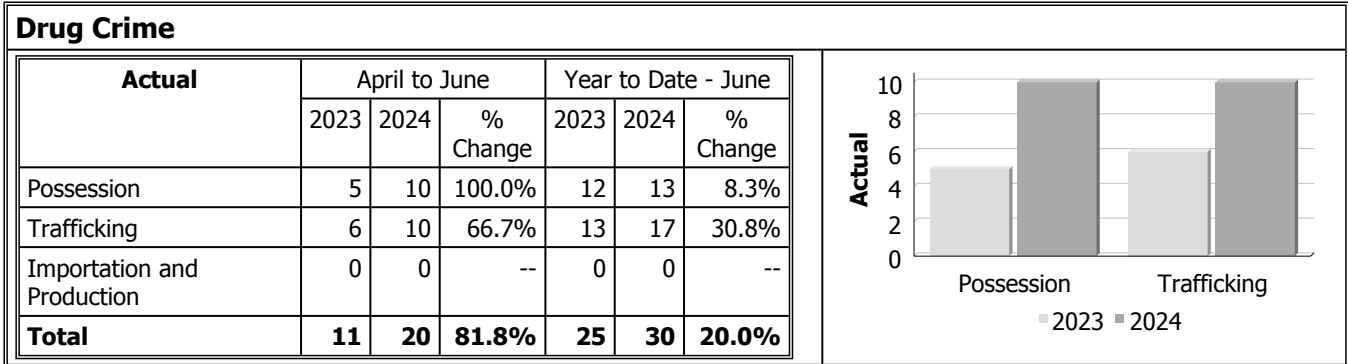 Drug Crime
Actual April to June Year to Date - June
2023 2024 % Change 2023 2024 % Change
Possession 5 10 100.0% 12 13 8.3%
Trafficking 6 10 66.7% 13 17 30.8%
Importation and Production 0 0 -- 0 0 --
Total 11 20 81.8% 25 30 20.0%
Actual
10
8
6
4
2
0
Possession Trafficking
2023 2024